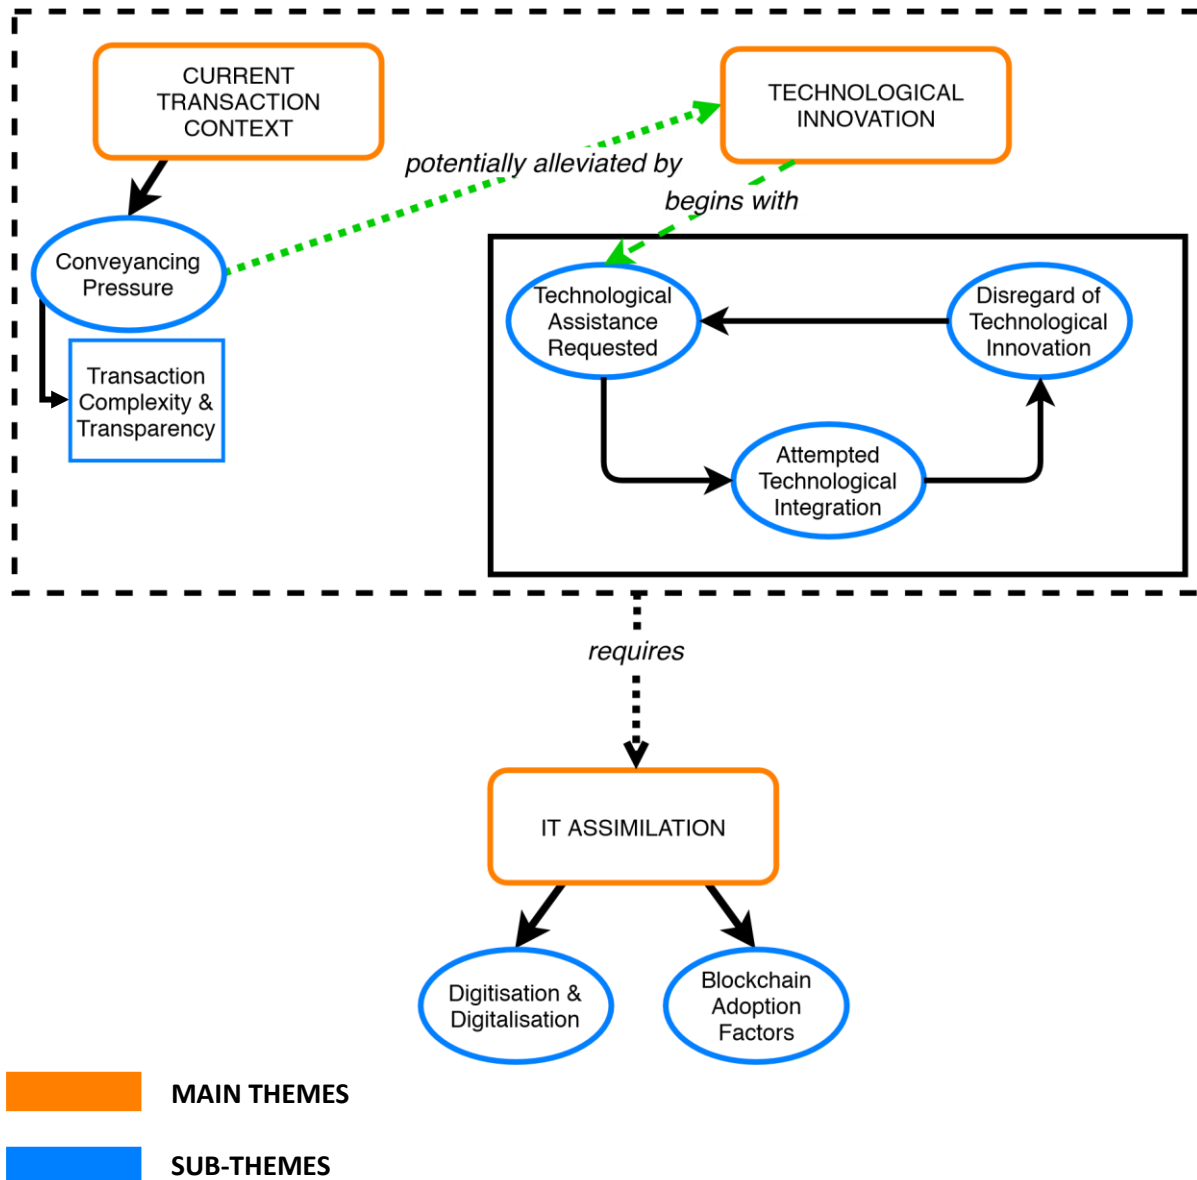 CURRENT
TRANSACTION
CONTEXT
TECHNOLOGICAL
INNOVATION
potentially alleviated by
begins with
Conveyancing
Pressure
Transaction
Complexity &
Transparency
Technological
Assistance
Requested
Disregard of
Technological
Innovation
Attempted
Technological
Integration
requires
IT ASSIMILATION
Digitisation &
Digitalisation
Blockchain
Adoption
Factors
MAIN THEMES
SUB-THEMES